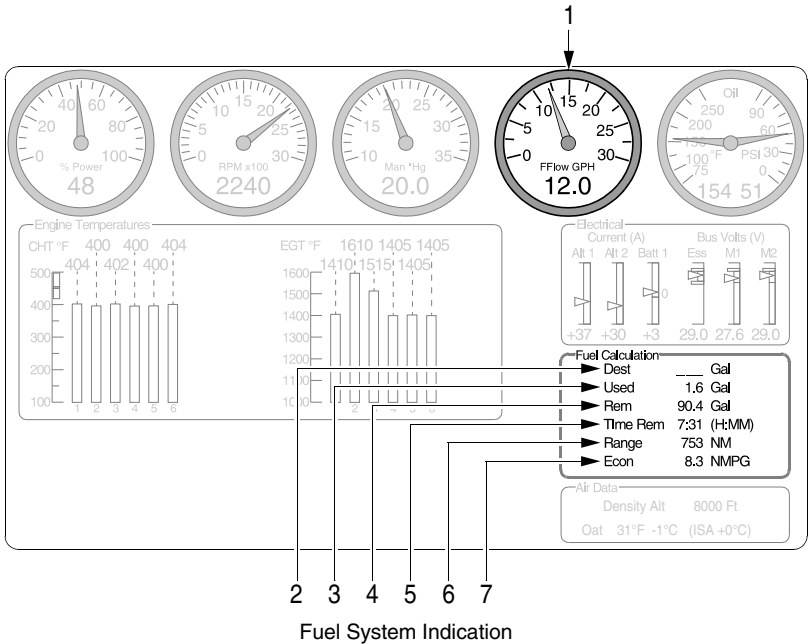 1
0 20 40 60 80 100
% Power
48
0 5 10 15 20 25 30
RPM x100
2240
10 15 20 25 30 35
Man "Hg
20.0
0 5 10 15 20 25 30
FFlow GPH
12.0
Oil
75 100 150 200 250
°F
0 30 60 90
PSI
154 51
Engine Temperatures
CHT °F
400 400 404
404 402 400
500
400
300
200
100
1 2 3 4 5 6
EGT °F
1610 1405 1405
1410 1515 1405
1600
1400
1300
1200
1100
1000
2 4 5 6
Electrical
Current (A) Bus Volts (V)
Alt 1 Alt 2 Batt 1 Ess M1 M2
0
+37 +30 +3 29.0 27.6 29.0
Fuel Calculation
Dest ___ Gal
Used 1.6 Gal
Rem 90.4 Gal
Time Rem 7:31 (H:MM)
Range 753 NM
Econ 8.3 NMPG
Air Data
Density Alt 8000 Ft
Oat 31°F -1°C (ISA +0°C)
2 3 4 5 6 7
Fuel System Indication